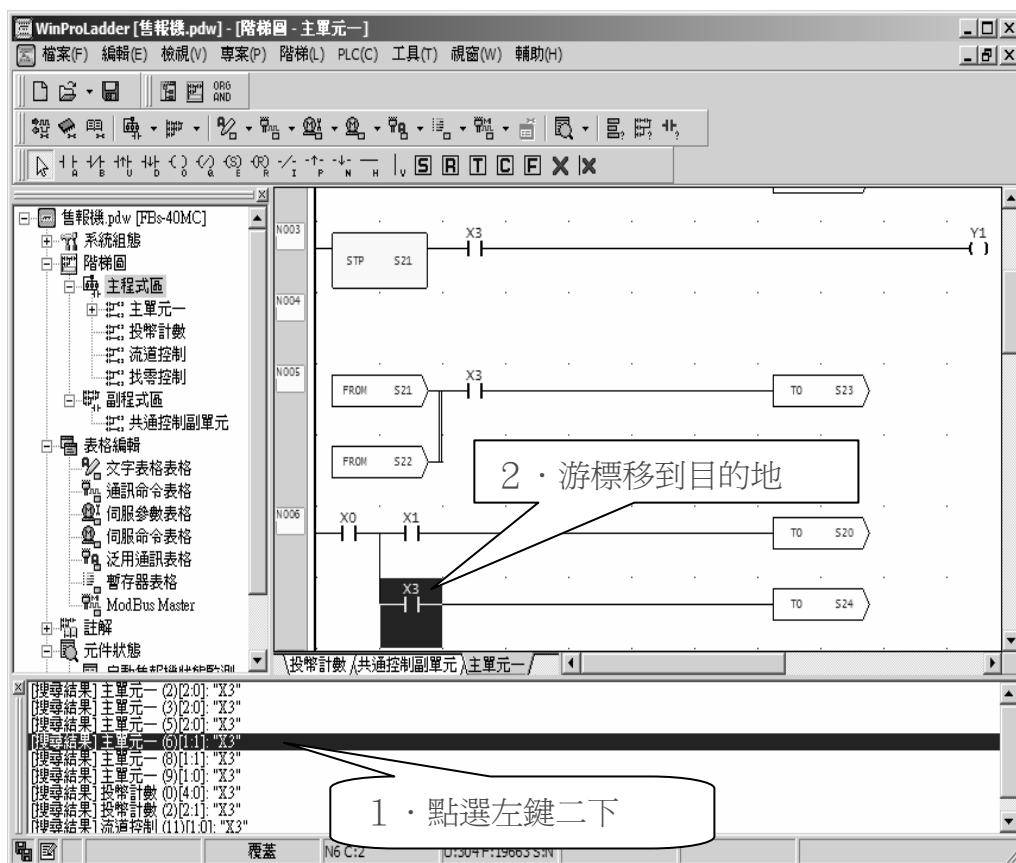 WinProLadder [售報機.pdw] - [階梯圖 - 主單元一]
檔案(F) 編輯(E) 檢視(V) 專案(P) 階梯(L) PLC(C) 工具(T) 視窗(W) 輔助(H)
ORG
AND
A B U D O Q E R I P N H V S R T C F
售報機.pdw [FBs-40MC]
系統組態
階梯圖
主程式區
主單元一
投幣計數
流道控制
找零控制
副程式區
共通控制副單元
表格編輯
文字表格表格
通訊命令表格
伺服參數表格
伺服命令表格
泛用通訊表格
暫存器表格
ModBus Master
註解
元件狀態
N003
STP S21
X3
Y1
N004
N005
FROM S21
X3
TO S23
FROM S22
2．游標移到目的地
N006
X0
X1
TO S20
X3
TO S24
投幣計數 共通控制副單元 主單元一
[搜尋結果] 主單元一 (2)[2:0]: "X3"
[搜尋結果] 主單元一 (3)[2:0]: "X3"
[搜尋結果] 主單元一 (5)[2:0]: "X3"
[搜尋結果] 主單元一 (6)[1:1]: "X3"
[搜尋結果] 主單元一 (8)[1:1]: "X3"
[搜尋結果] 主單元一 (9)[1:0]: "X3"
[搜尋結果] 投幣計數 (0)[4:0]: "X3"
[搜尋結果] 投幣計數 (2)[2:1]: "X3"
[搜尋結果] 流道控制 (11)[1:0]: "X3"
1．點選左鍵二下
覆蓋
N6 C:2
U:304 F:19663 S:N